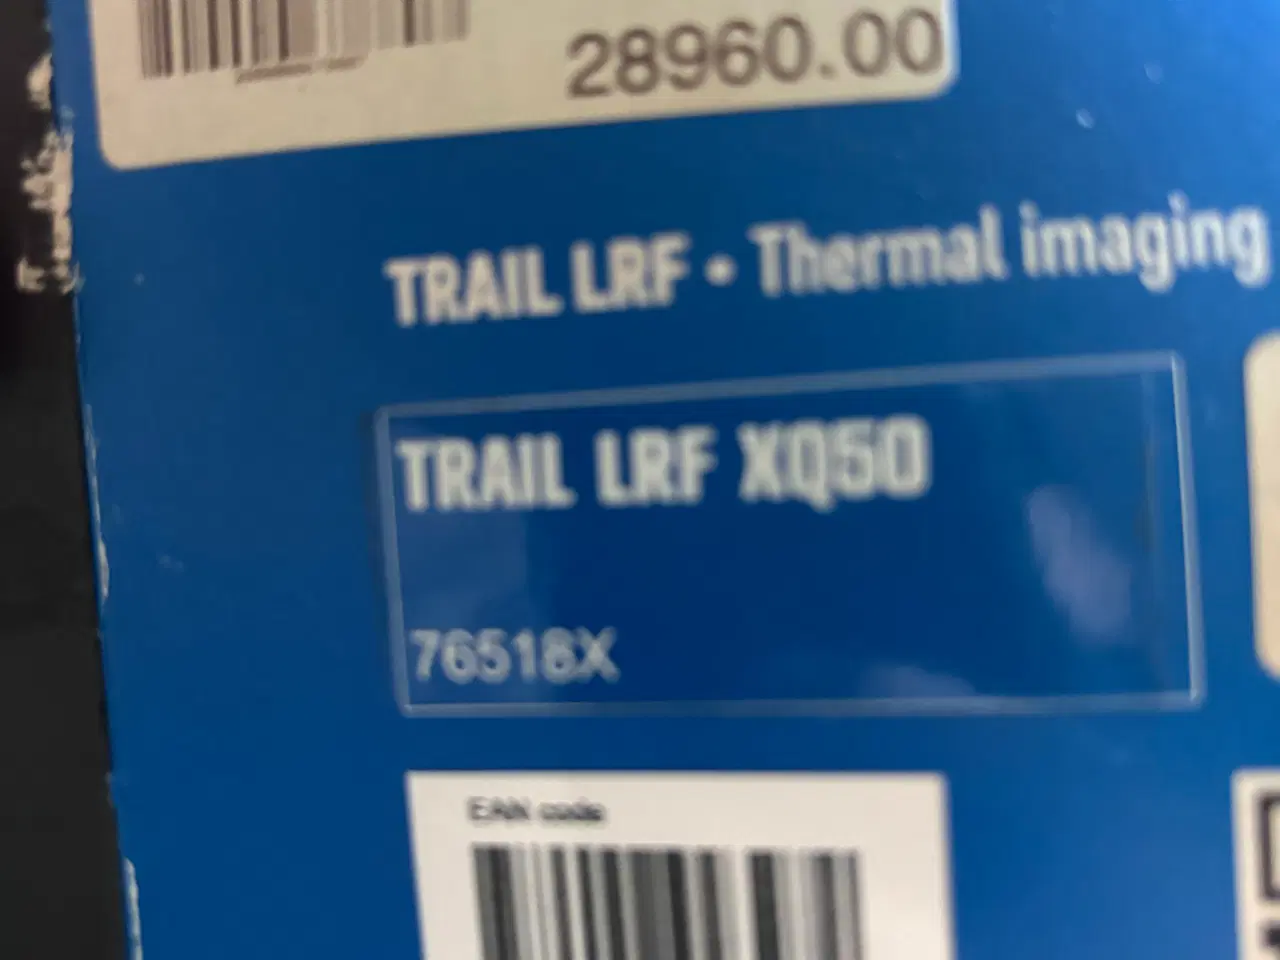 28960.00
TRAIL LRF • Thermal imaging
TRAIL LRF XQ50
76518X
EAN code